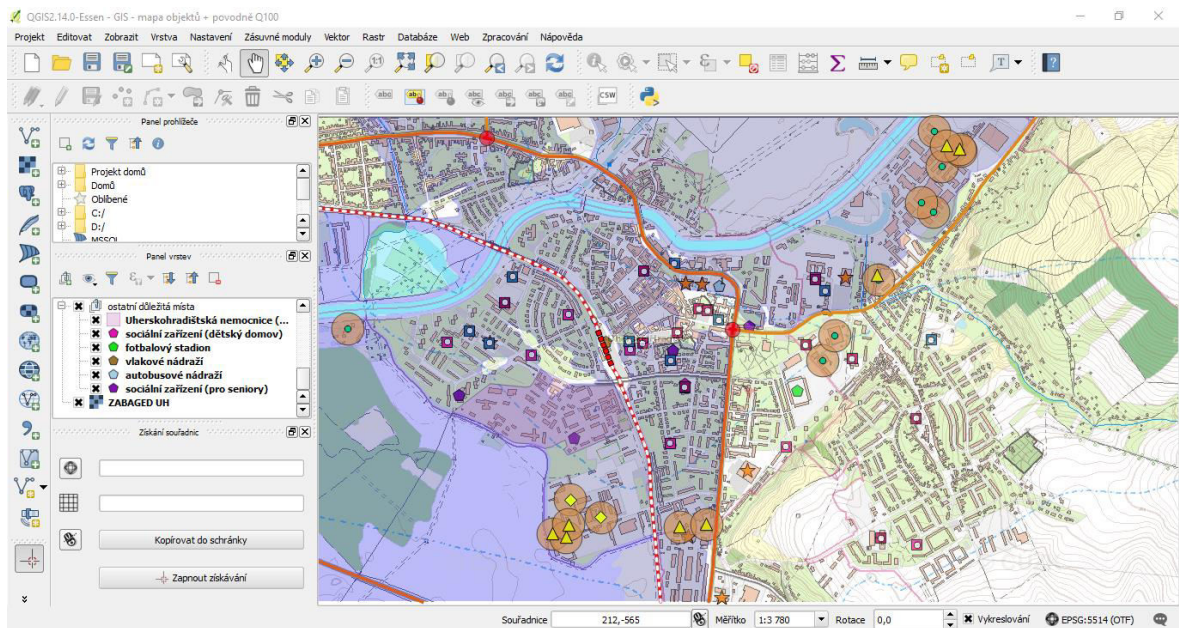 QGIS2.14.0-Essen - GIS - mapa objektů + povodně Q100
Projekt Editovat Zobrazit Vrstva Nastavení Zásuvné moduly Vektor Rastr Databáze Web Zpracování Nápověda
CSW
Panel prohlížeče
Projekt domů
Domů
Oblíbené
C:/
D:/
MSSQL
Panel vrstev
ostatní důležitá místa
Uherskohradišťská nemocnice (...
sociální zařízení (dětský domov)
fotbalový stadion
vlakové nádraží
autobusové nádraží
sociální zařízení (pro seniory)
ZABAGED UH
Získání souřadnic
Kopírovat do schránky
Zapnout získávání
Souřadnice 212,-565 Měřítko 1:3 780 Rotace 0,0 Vykreslování EPSG:5514 (OTF)